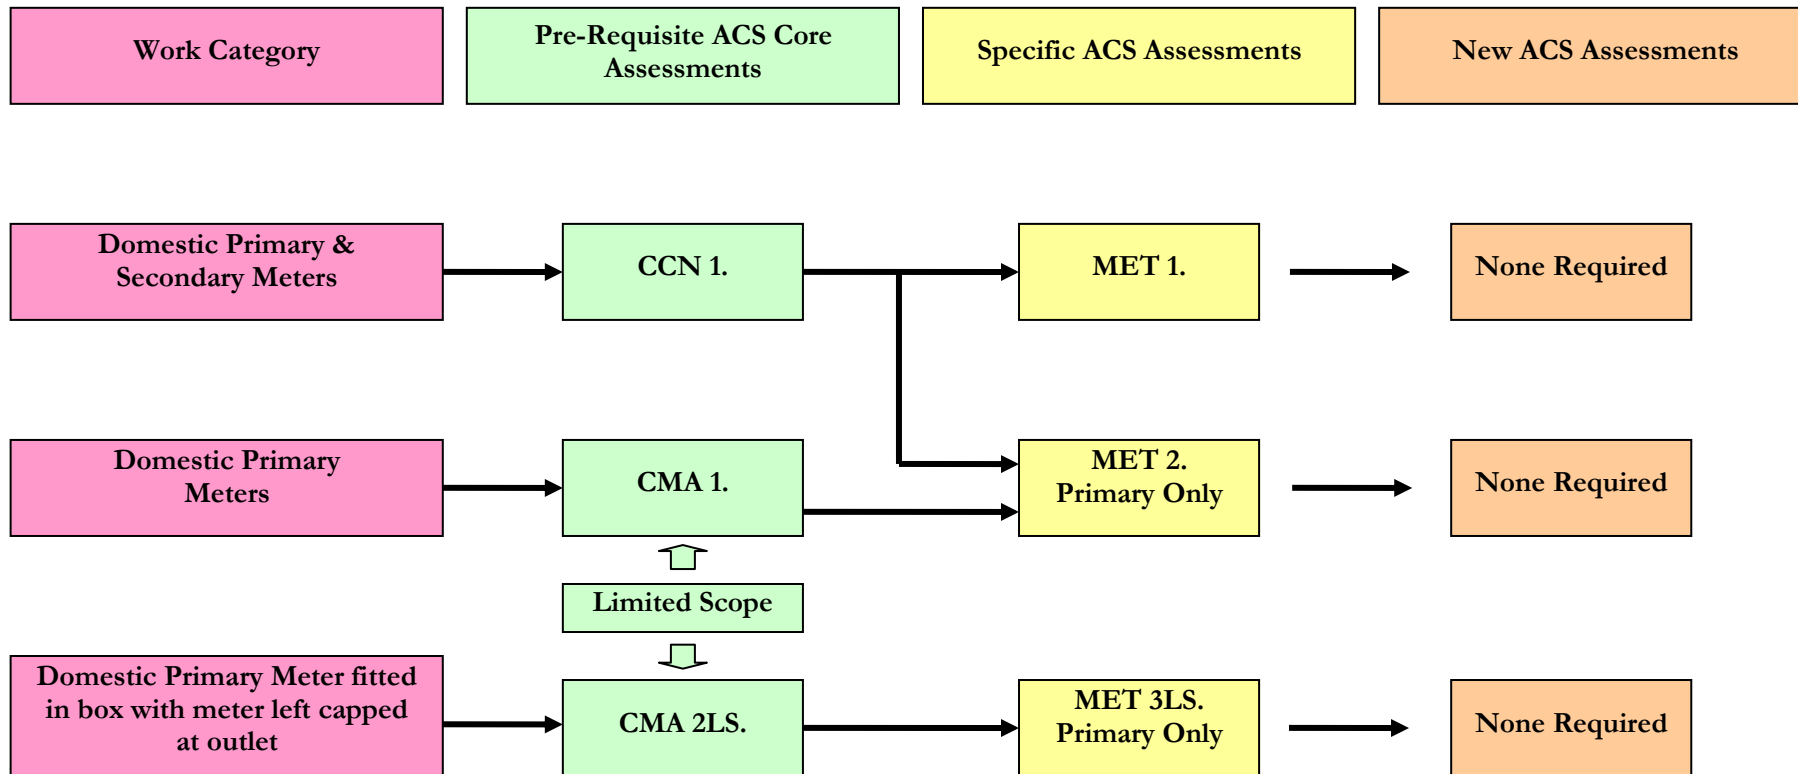 Work Category
Pre-Requisite ACS Core
Assessments
Specific ACS Assessments
New ACS Assessments
Domestic Primary &
Secondary Meters
CCN 1.
MET 1.
None Required
Domestic Primary
Meters
CMA 1.
MET 2.
Primary Only
None Required
Limited Scope
Domestic Primary Meter fitted
in box with meter left capped
at outlet
CMA 2LS.
MET 3LS.
Primary Only
None Required